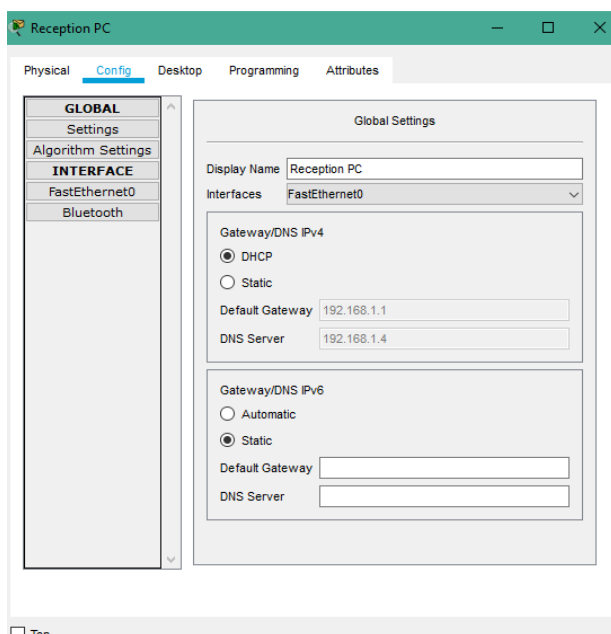 Reception PC
Physical Config Desktop Programming Attributes
GLOBAL
Settings
Algorithm Settings
INTERFACE
FastEthernet0
Bluetooth
Global Settings
Display Name Reception PC
Interfaces FastEthernet0
Gateway/DNS IPv4
DHCP
Static
Default Gateway 192.168.1.1
DNS Server 192.168.1.4
Gateway/DNS IPv6
Automatic
Static
Default Gateway
DNS Server
Top